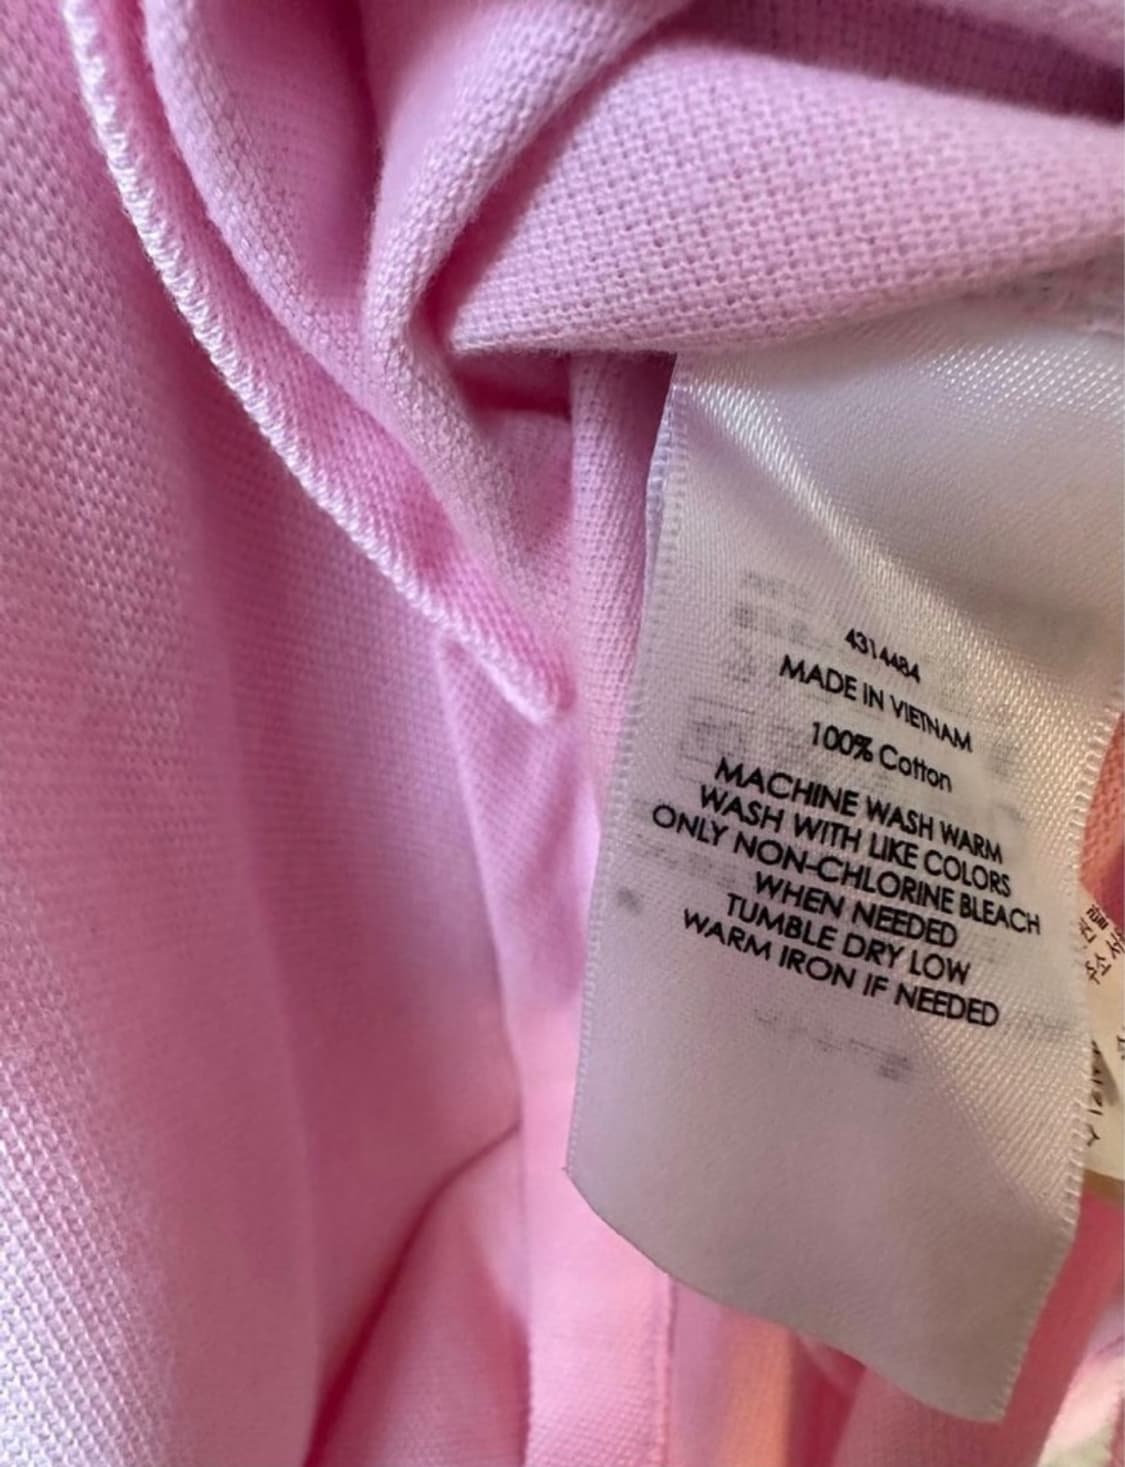 4314484
MADE IN VIETNAM
100% Cotton
MACHINE WASH WARM
WASH WITH LIKE COLORS
ONLY NON-CHLORINE BLEACH
WHEN NEEDED
TUMBLE DRY LOW
WARM IRON IF NEEDED